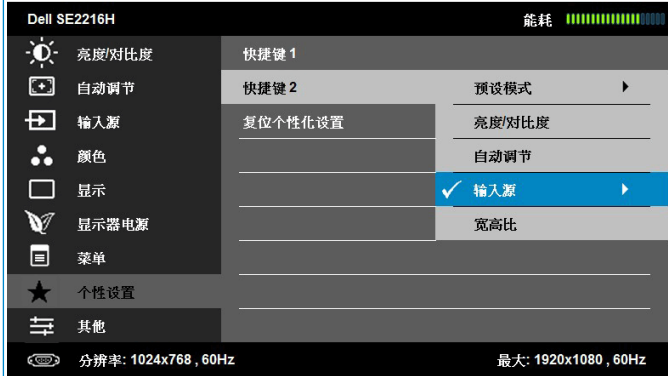 Dell SE2216H 能耗
亮度/对比度 快捷键 1
自动调节 快捷键 2 预设模式
输入源 复位个性化设置 亮度/对比度
颜色 自动调节
显示 输入源
显示器电源 宽高比
菜单
个性设置
其他
分辨率: 1024x768 , 60Hz 最大: 1920x1080 , 60Hz